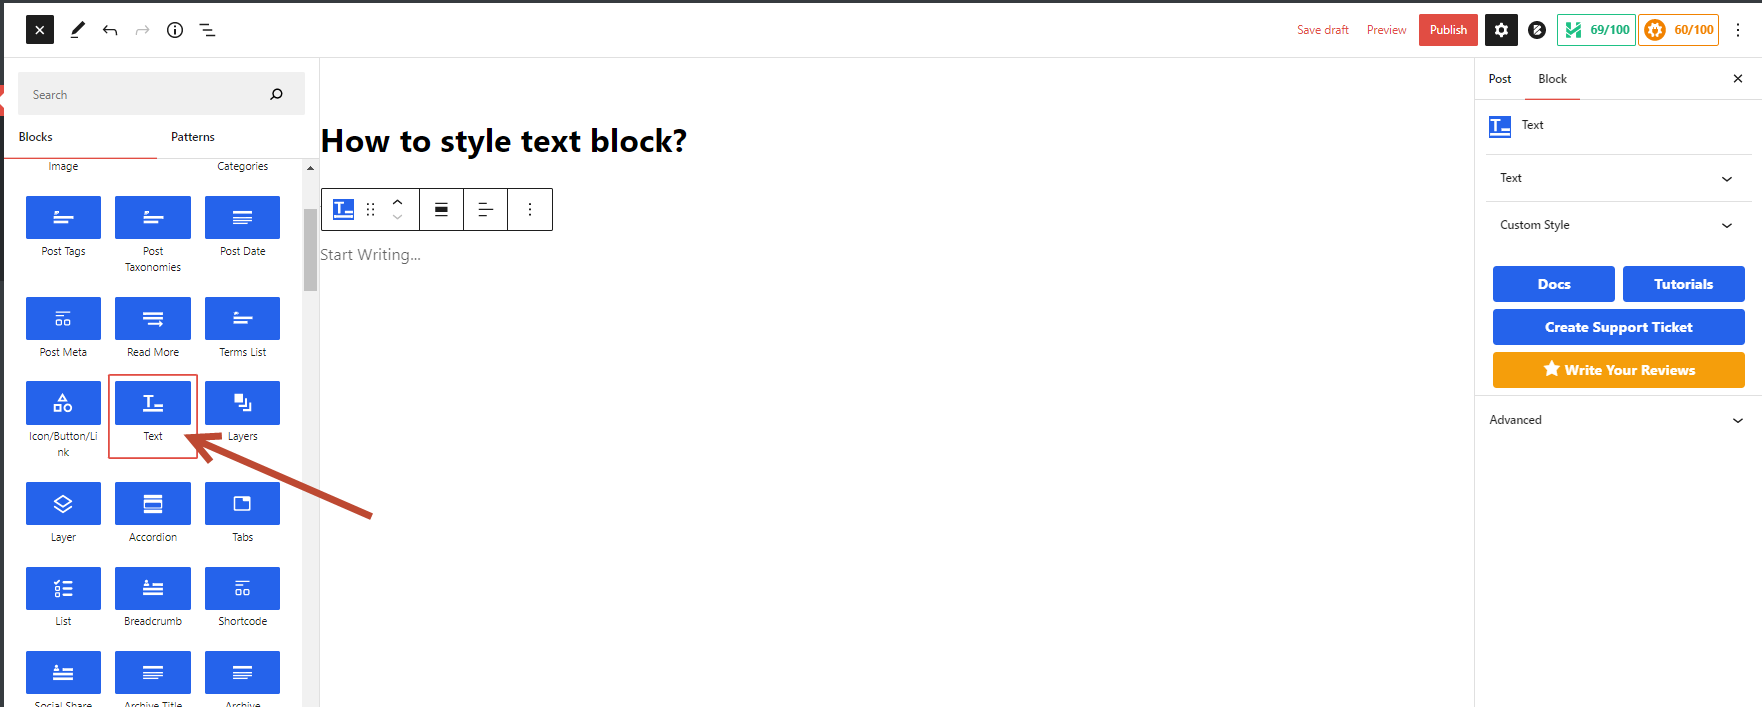 Save draft
Preview
Publish
69/100
60/100
Search
Blocks
Patterns
Image
Categories
Post Tags
Post
Taxonomies
Post Date
Post Meta
Read More
Terms List
Icon/Button/Li
nk
Text
Layers
Layer
Accordion
Tabs
List
Breadcrumb
Shortcode
Social Share
Archive Title
Archive
How to style text block?
Start Writing...
Post
Block
Text
Text
Custom Style
Docs
Tutorials
Create Support Ticket
Write Your Reviews
Advanced